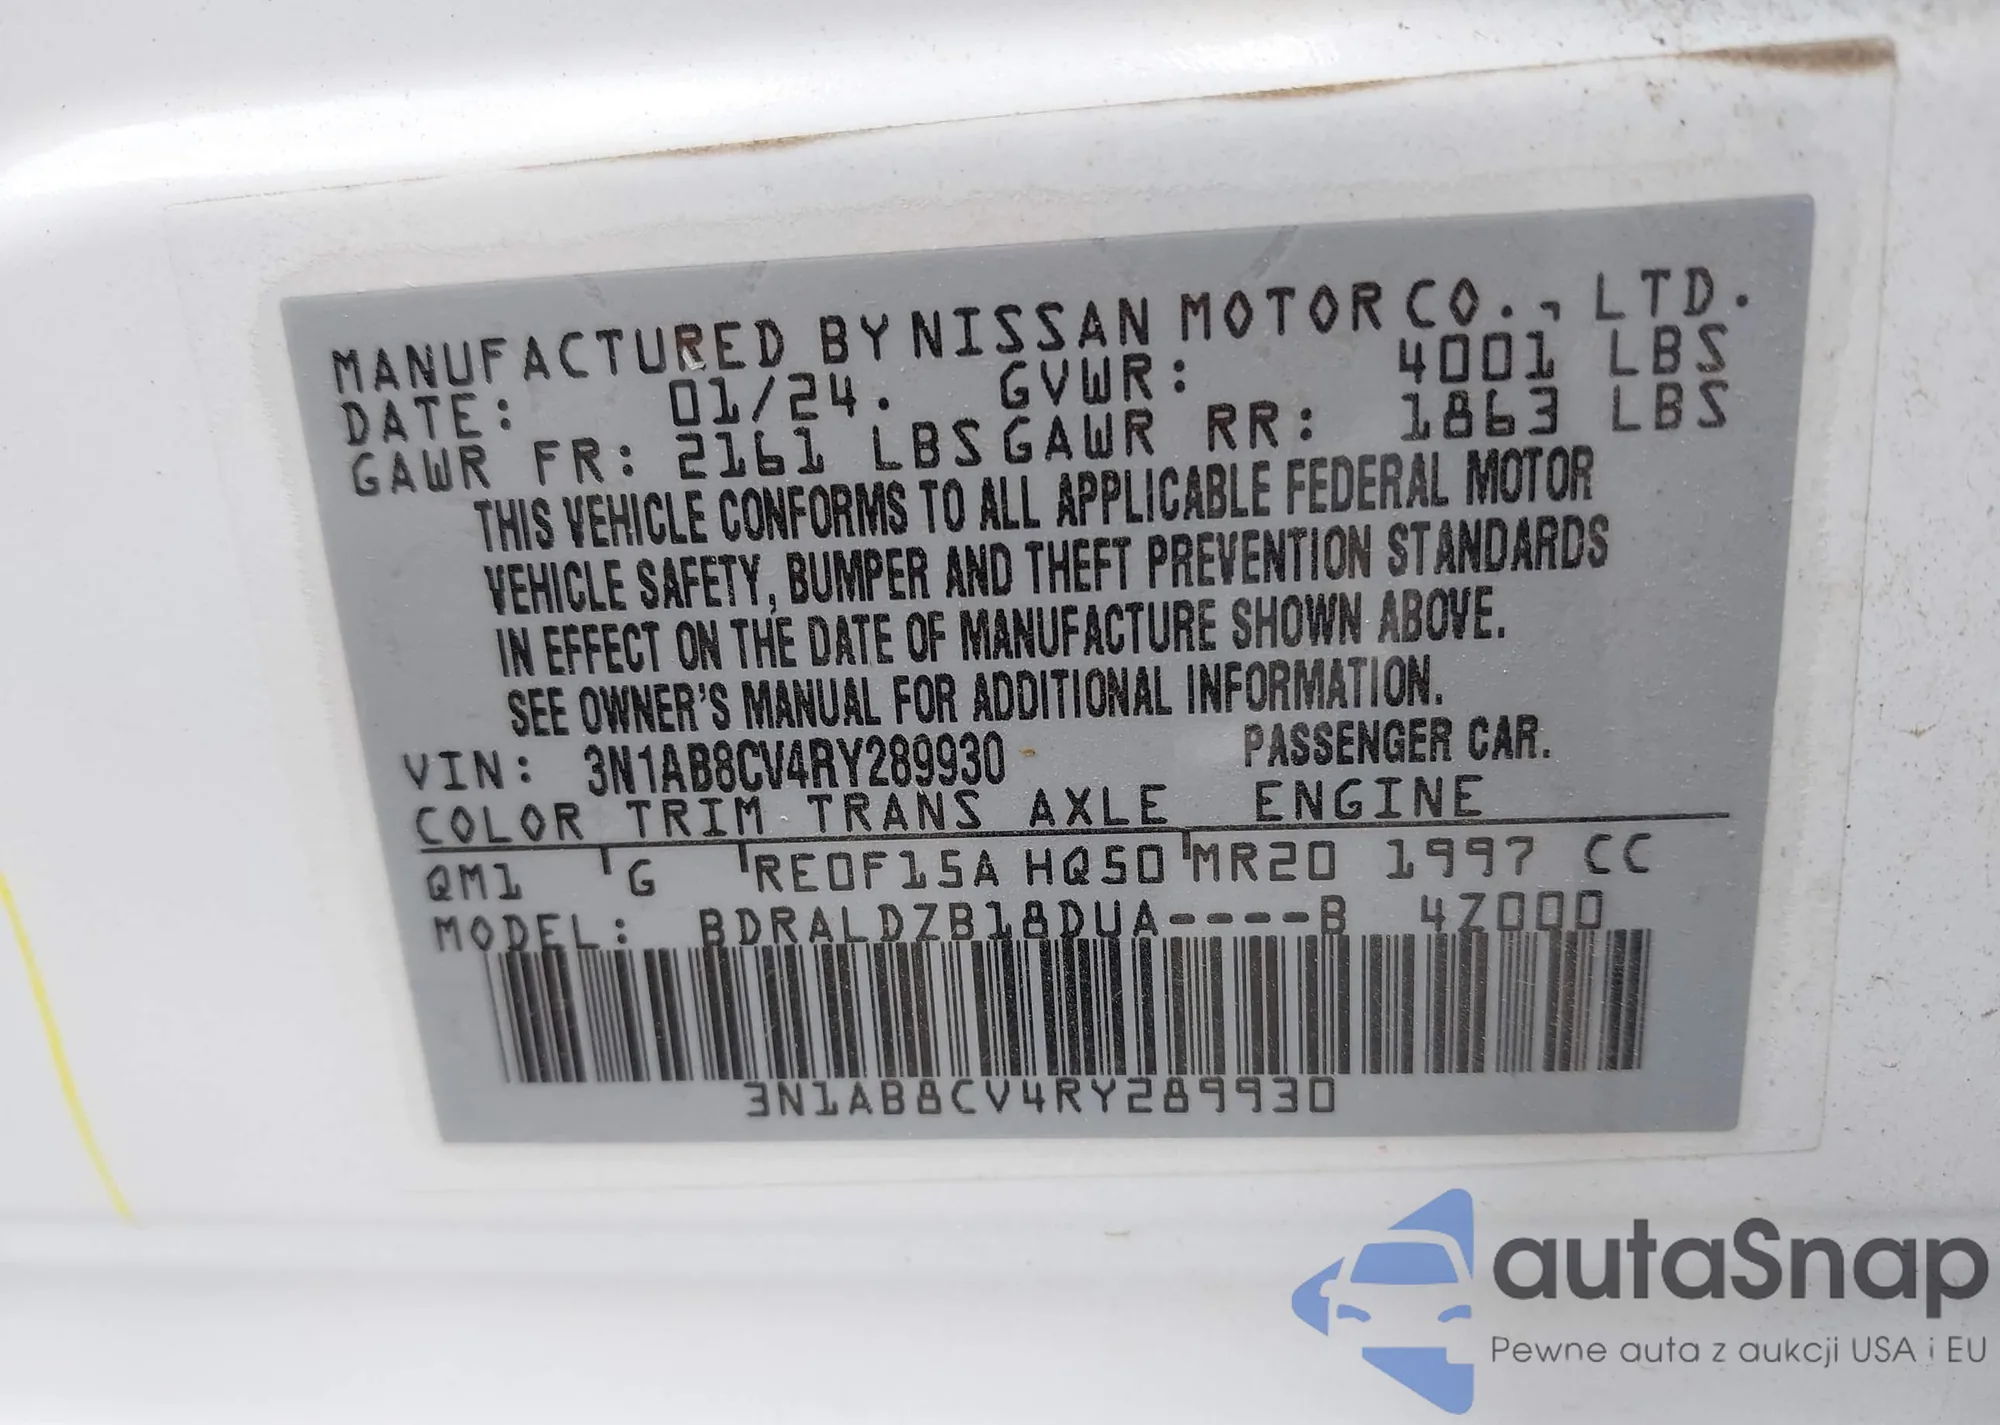 MANUFACTURED BY NISSAN MOTOR CO., LTD.
DATE: 01/24. GVWR: 4001 LBS
GAWR FR: 2161 LBS GAWR RR: 1863 LBS
THIS VEHICLE CONFORMS TO ALL APPLICABLE FEDERAL MOTOR
VEHICLE SAFETY, BUMPER AND THEFT PREVENTION STANDARDS
IN EFFECT ON THE DATE OF MANUFACTURE SHOWN ABOVE.
SEE OWNER'S MANUAL FOR ADDITIONAL INFORMATION.
VIN: 3N1AB8CV4RY289930 PASSENGER CAR.
COLOR TRIM TRANS AXLE ENGINE
QM1 G RE0F15A HQ50 MR20 1997 CC
MODEL: BDRALDZB18DUA----B 4Z000
3N1AB8CV4RY289930
autaSnap
Pewne auta z aukcji USA i EU